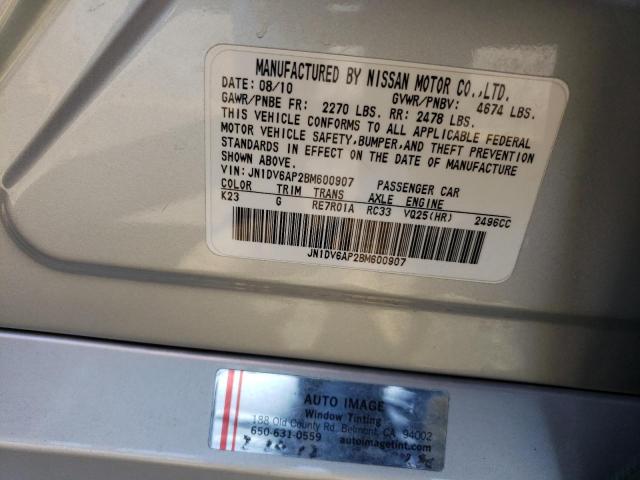 MANUFACTURED BY NISSAN MOTOR CO.,LTD.
DATE: 08/10 GVWR/PNBV: 4674 LBS.
GAWR/PNBE FR: 2270 LBS. RR: 2478 LBS.
THIS VEHICLE CONFORMS TO ALL APPLICABLE FEDERAL
MOTOR VEHICLE SAFETY,BUMPER,AND THEFT PREVENTION
STANDARDS IN EFFECT ON THE DATE OF MANUFACTURE
SHOWN ABOVE.
VIN: JN1DV6AP2BM600907 PASSENGER CAR
COLOR TRIM TRANS AXLE ENGINE
K23 G RE7R01A RC33 VQ25(HR) 2496CC
JN1DV6AP2BM600907
AUTO IMAGE
Window Tinting
188 Old County Rd. Belmont, CA 94002
650-631-0559 autoimagetint.com